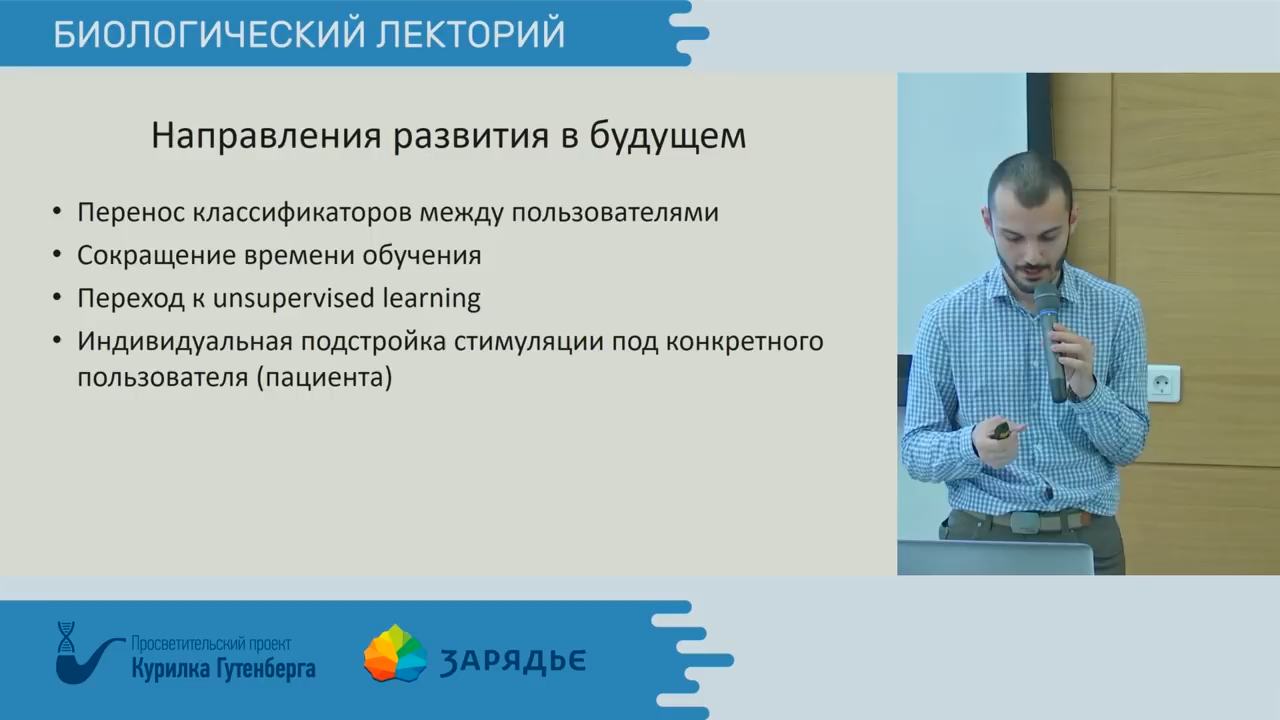 БИОЛОГИЧЕСКИЙ ЛЕКТОРИЙ
Направления развития в будущем
• Перенос классификаторов между пользователями
• Сокращение времени обучения
• Переход к unsupervised learning
• Индивидуальная подстройка стимуляции под конкретного
пользователя (пациента)
Просветительский проект
Курилка Гутенберга
ЗАРЯДЬЕ